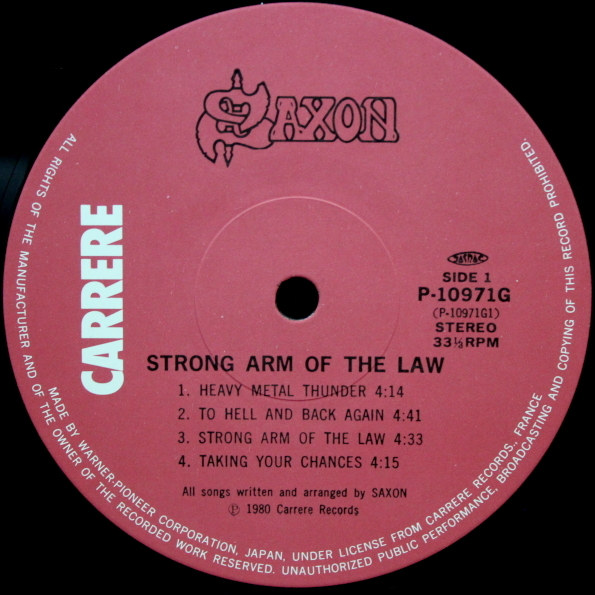 SAXON
CARRERE
JASRAC
SIDE 1
P-10971G
(P-10971G1)
STEREO
33⅓RPM
STRONG ARM OF THE LAW
1. HEAVY METAL THUNDER 4:14
2. TO HELL AND BACK AGAIN 4:41
3. STRONG ARM OF THE LAW 4:33
4. TAKING YOUR CHANCES 4:15
All songs written and arranged by SAXON
℗ 1980 Carrere Records
ALL RIGHTS OF THE MANUFACTURER AND OF THE OWNER OF THE RECORDED WORK RESERVED. UNAUTHORIZED PUBLIC PERFORMANCE, BROADCASTING AND COPYING OF THIS RECORD PROHIBITED.
MADE BY WARNER-PIONEER CORPORATION, JAPAN, UNDER LICENSE FROM CARRERE RECORDS., FRANCE